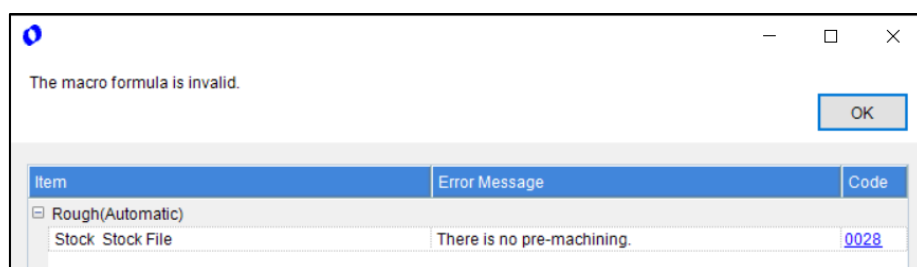 The macro formula is invalid.
OK
Item Error Message Code
Rough(Automatic)
Stock Stock File There is no pre-machining. 0028